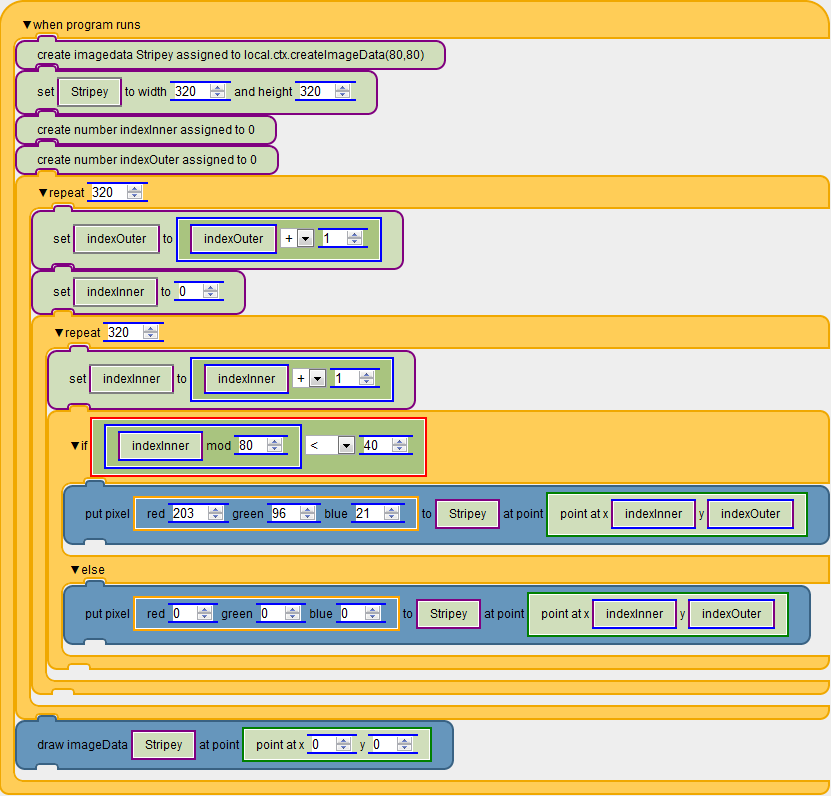 ▼when program runs
create imagedata Stripey assigned to local.ctx.createImageData(80,80)
set Stripey to width 320 and height 320
create number indexInner assigned to 0
create number indexOuter assigned to 0
▼repeat 320
set indexOuter to indexOuter + 1
set indexInner to 0
▼repeat 320
set indexInner to indexInner + 1
▼if indexInner mod 80 < 40
put pixel red 203 green 96 blue 21 to Stripey at point point at x indexInner y indexOuter
▼else
put pixel red 0 green 0 blue 0 to Stripey at point point at x indexInner y indexOuter
draw imageData Stripey at point point at x 0 y 0